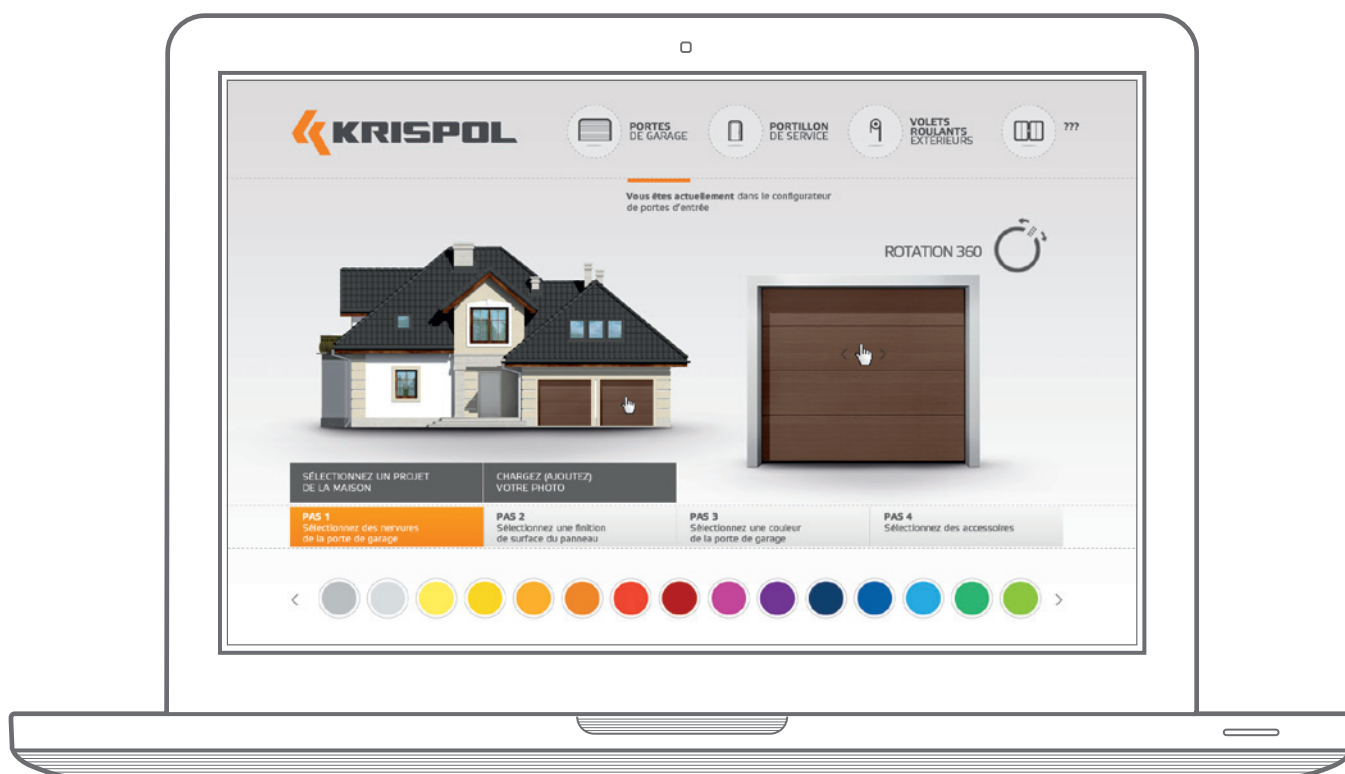 KRISPOL
PORTES
DE GARAGE
PORTILLON
DE SERVICE
VOLETS
ROULANTS
EXTERIEURS
???
Vous êtes actuellement dans le configurateur
de portes d'entrée
ROTATION 360
SÉLECTIONNEZ UN PROJET
DE LA MAISON
CHARGEZ (AJOUTEZ)
VOTRE PHOTO
PAS 1
Sélectionnez des nervures
de la porte de garage
PAS 2
Sélectionnez une finition
de surface du panneau
PAS 3
Sélectionnez une couleur
de la porte de garage
PAS 4
Sélectionnez des accessoires